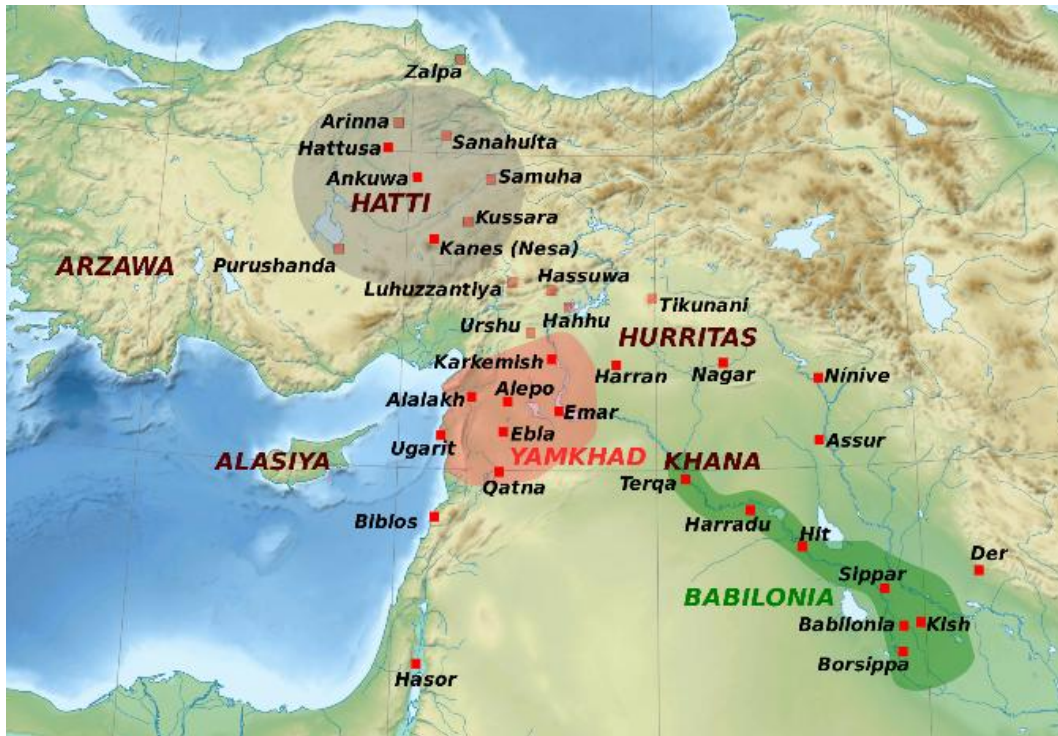 Zalpa
Arinna
Sanahuita
Hattusa
Ankuwa
Samuha
HATTI
Kussara
Kanes (Nesa)
Purushanda
ARZAWA
Luhuzzantiya
Hassuwa
Hahhu
Tikunani
Urshu
HURRITAS
Karkemish
Harran
Nagar
Nínive
Alepo
Alalakh
Emar
Ebla
Ugarit
Assur
ALASIYA
YAMKHAD
KHANA
Qatna
Terqa
Biblos
Harradu
Hit
Der
Sippar
BABILONIA
Babilonia
Kish
Borsippa
Hasor